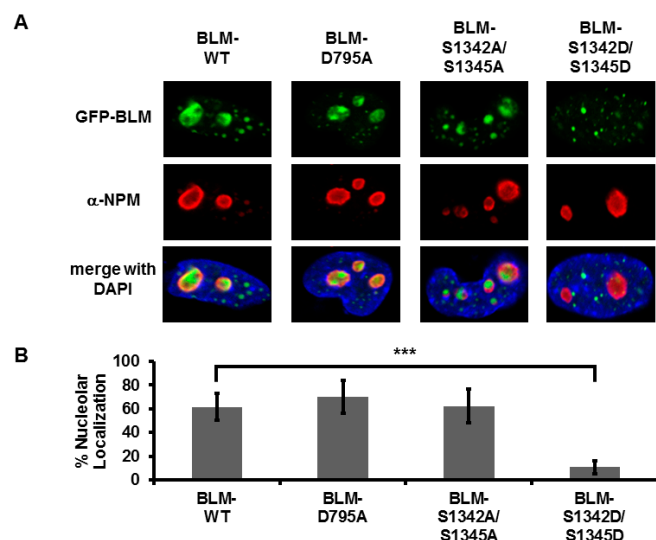 A
BLM-
WT
BLM-
D795A
BLM-
S1342A/
S1345A
BLM-
S1342D/
S1345D
GFP-BLM
α-NPM
merge with
DAPI
B
% Nucleolar
Localization
100
80
60
40
20
0
***
BLM-
WT
BLM-
D795A
BLM-
S1342A/
S1345A
BLM-
S1342D/
S1345D